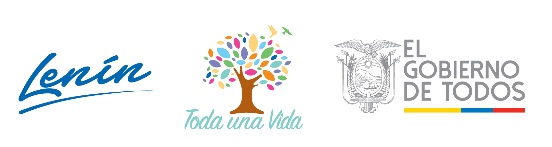 Lenín
Toda una Vida
EL
GOBIERNO
DE TODOS